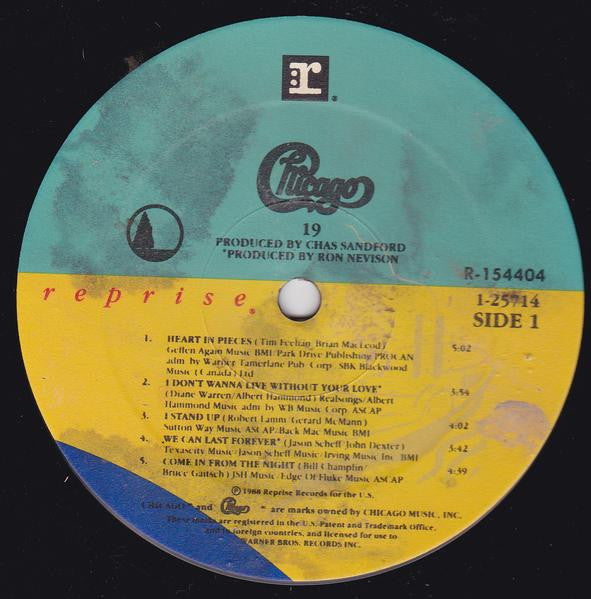 r®
Chicago
19
PRODUCED BY CHAS SANDFORD
*PRODUCED BY RON NEVISON
R-154404
reprise®
1-25714
SIDE 1
1. HEART IN PIECES (Tim Feehan, Brian MacLeod) 5:02
Geffen Again Music BMI/Park Drive Publishing PROCAN
adm by Warner Tamerlane Pub Corp SBK Blackwood
Music (Canada) Ltd
2. I DON'T WANNA LIVE WITHOUT YOUR LOVE* 3:54
(Diane Warren/Albert Hammond) Realsongs/Albert
Hammond Music adm by WB Music Corp ASCAP
3. I STAND UP (Robert Lamm/Gerard McMann) 4:02
Sutton Way Music ASCAP/Back Mac Music BMI
4. WE CAN LAST FOREVER* (Jason Scheff John Dexter) 3:42
Texascity Music/Jason Scheff Music/Irving Music Inc BMI
5. COME IN FROM THE NIGHT (Bill Champlin 4:39
Bruce Gaitsch) JSH Music/Edge Of Fluke Music ASCAP
℗ 1988 Reprise Records for the U.S.
CHICAGO® and Chicago® are marks owned by CHICAGO MUSIC, INC.
These marks are registered in the U.S. Patent and Trademark Office,
and in foreign countries, and licensed for use to
WARNER BROS. RECORDS INC.